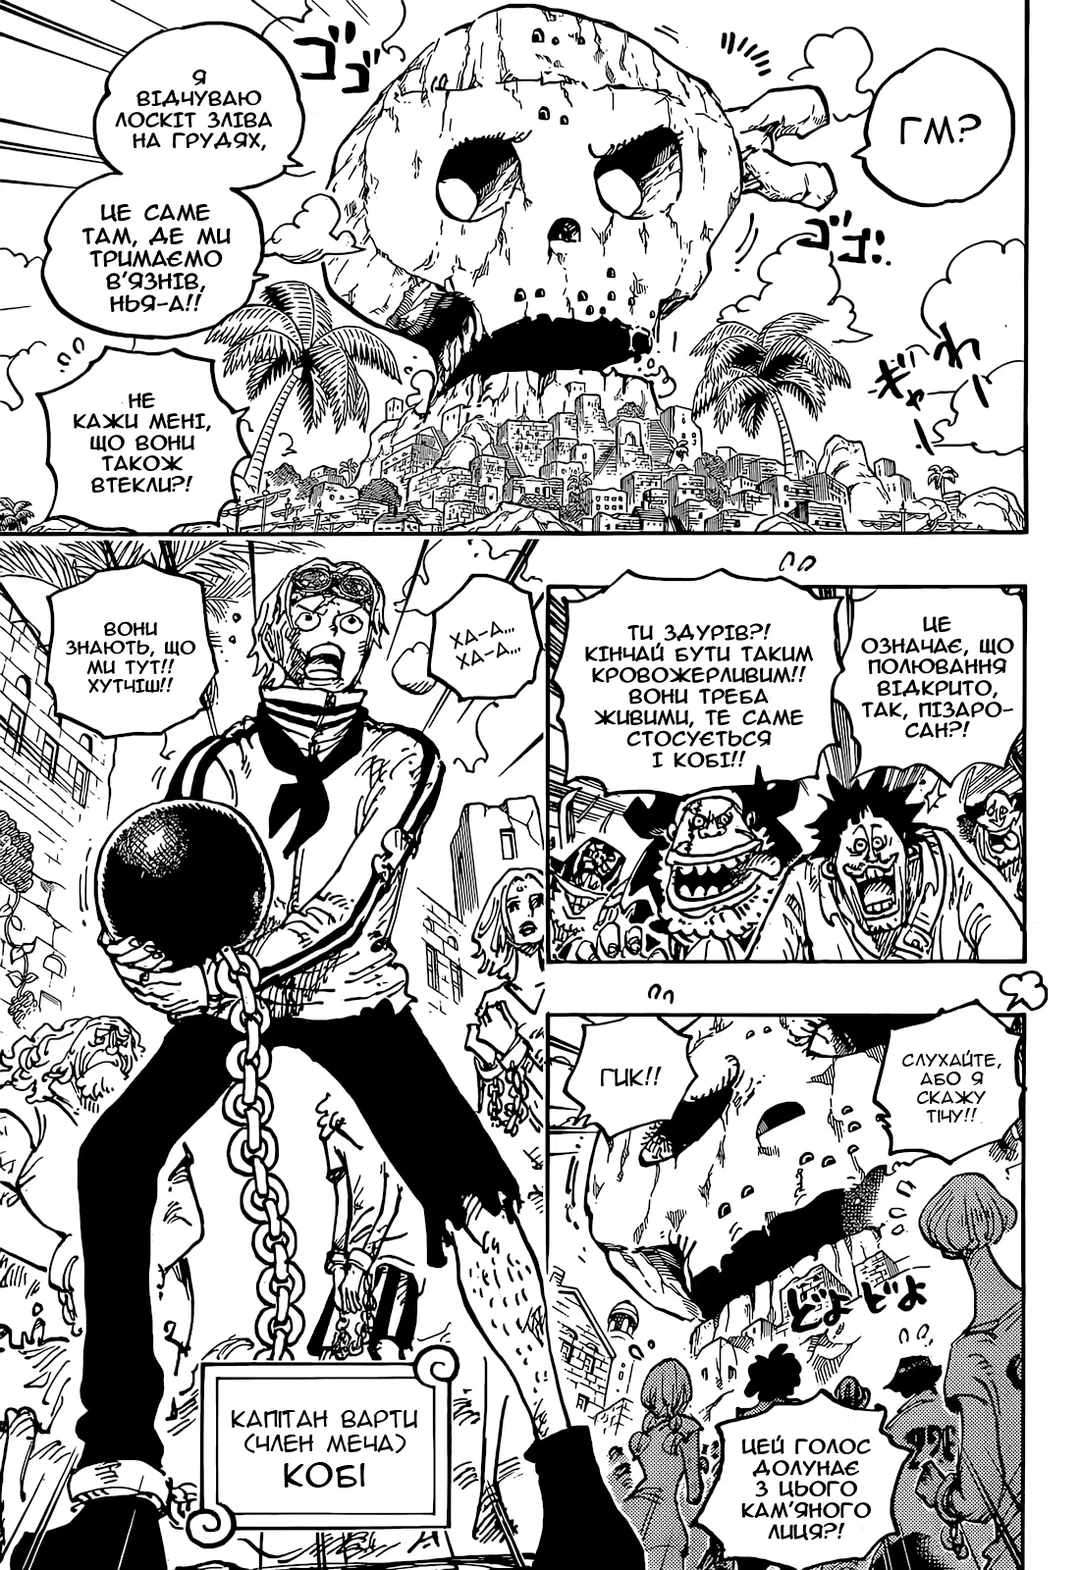 ГМ?
ゴゴ
Я
ВІДЧУВАЮ
ЛОСКІТ ЗЛІВА
НА ГРУДЯХ,
ЦЕ САМЕ
ТАМ, ДЕ МИ
ТРИМАЄМО
В'ЯЗНІВ,
НЬЯ-А!!
ゴゴ
ギャー
わー
НЕ
КАЖИ МЕНІ,
ЩО ВОНИ
ТАКОЖ
ВТЕКЛИ?!
ЦЕ
ОЗНАЧАЄ, ЩО
ПОЛЮВАННЯ
ВІДКРИТО,
ТАК, ПІЗАРО-
САН?!
ТИ ЗДУРІВ?!
КІНЧАЙ БУТИ ТАКИМ
КРОВОЖЕРЛИВИМ!!
ВОНИ ТРЕБА
ЖИВИМИ, ТЕ САМЕ
СТОСУЄТЬСЯ
І КОБІ!!
ХА-А...
ХА-А...
ВОНИ
ЗНАЮТЬ, ЩО
МИ ТУТ!!
ХУТЧІШ!!
КАПІТАН ВАРТИ
(ЧЛЕН МЕЧА)
КОБІ
СЛУХАЙТЕ,
АБО Я
СКАЖУ
ТІЧУ!!
ГИК!!
どよどよ
ЦЕЙ ГОЛОС
ДОЛУНАЄ
З ЦЬОГО
КАМ'ЯНОГО
ЛИЦЯ?!